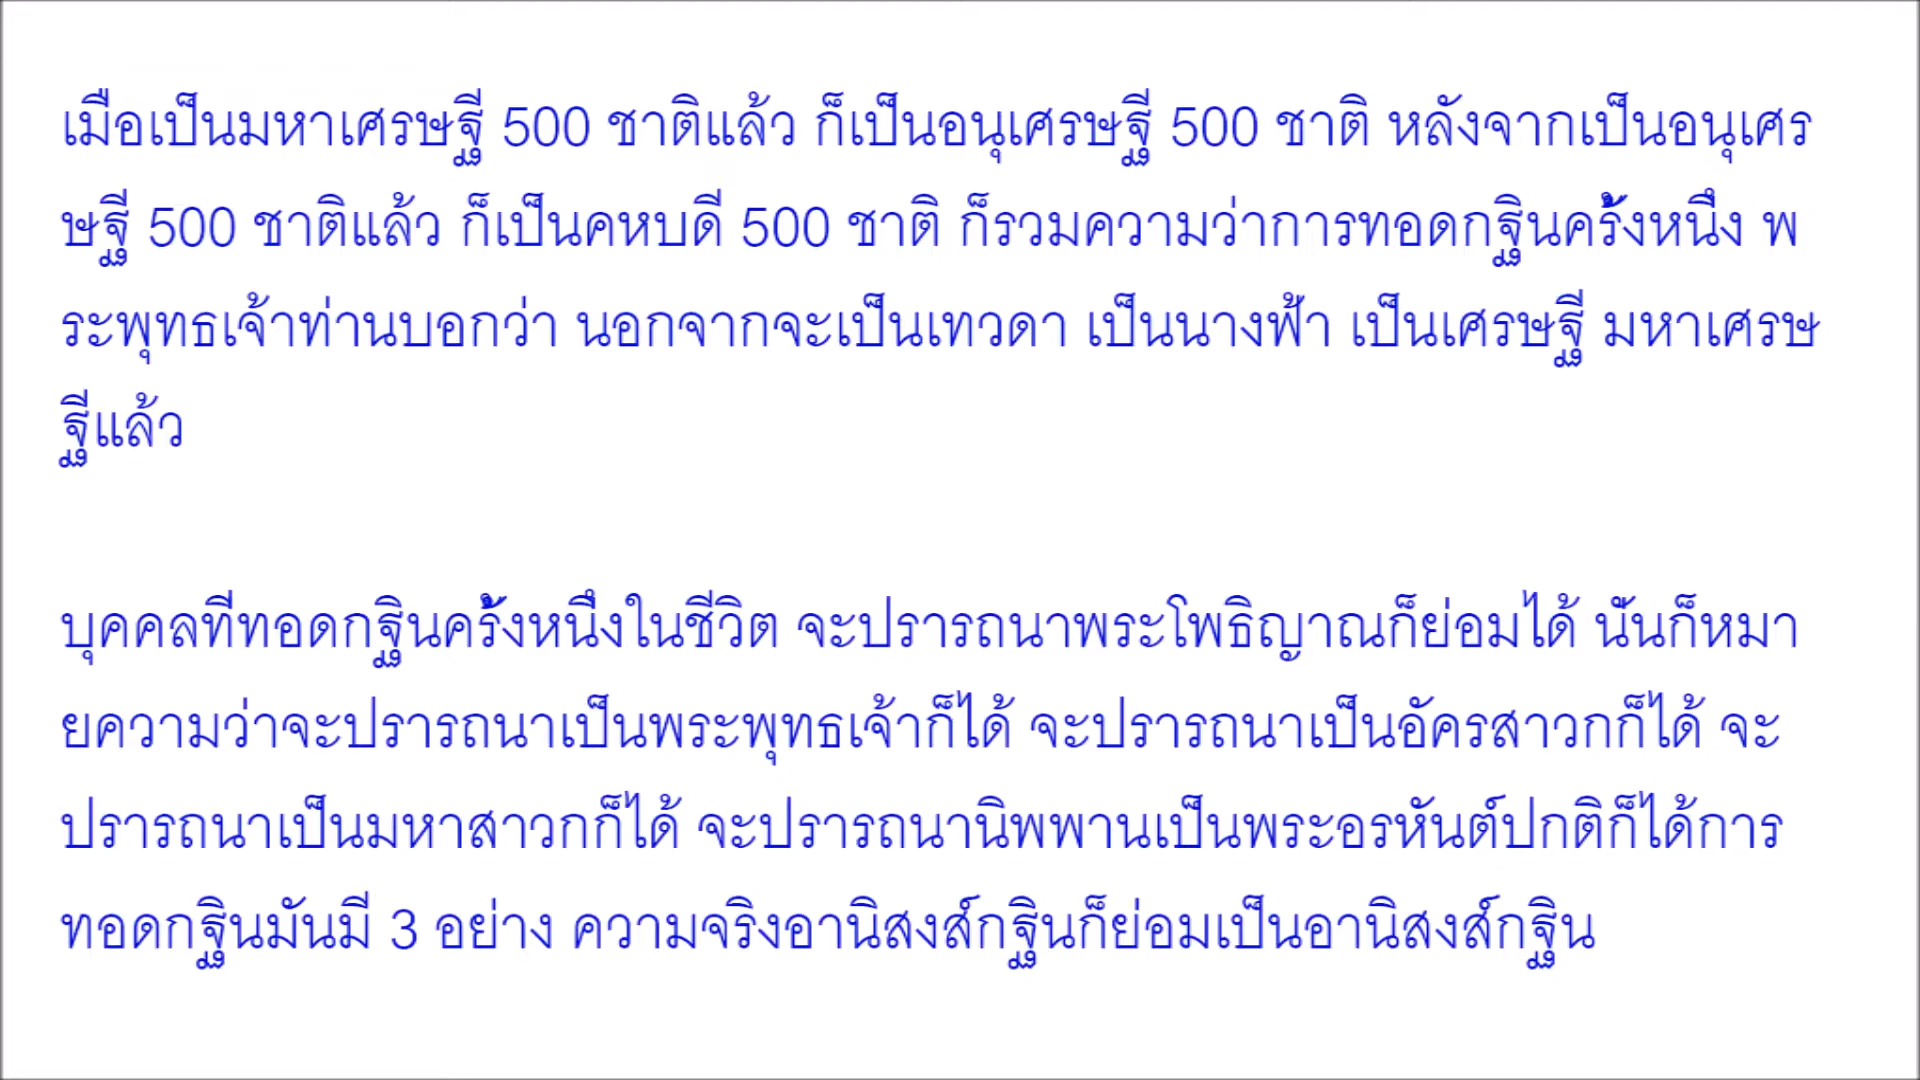 เมื่อเป็นมหาเศรษฐี 500 ชาติแล้ว ก็เป็นอนุเศรษฐี 500 ชาติ หลังจากเป็นอนุเศร
ษฐี 500 ชาติแล้ว ก็เป็นคหบดี 500 ชาติ ก็รวมความว่าการทอดกฐินครั้งหนึ่ง พ
ระพุทธเจ้าท่านบอกว่า นอกจากจะเป็นเทวดา เป็นนางฟ้า เป็นเศรษฐี มหาเศรษ
ฐีแล้ว
บุคคลที่ทอดกฐินครั้งหนึ่งในชีวิต จะปรารถนาพระโพธิญาณก็ย่อมได้ นั่นก็หมา
ยความว่าจะปรารถนาเป็นพระพุทธเจ้าก็ได้ จะปรารถนาเป็นอัครสาวกก็ได้ จะ
ปรารถนาเป็นมหาสาวกก็ได้ จะปรารถนานิพพานเป็นพระอรหันต์ปกติก็ได้การ
ทอดกฐินมันมี 3 อย่าง ความจริงอานิสงส์กฐินก็ย่อมเป็นอานิสงส์กฐิน